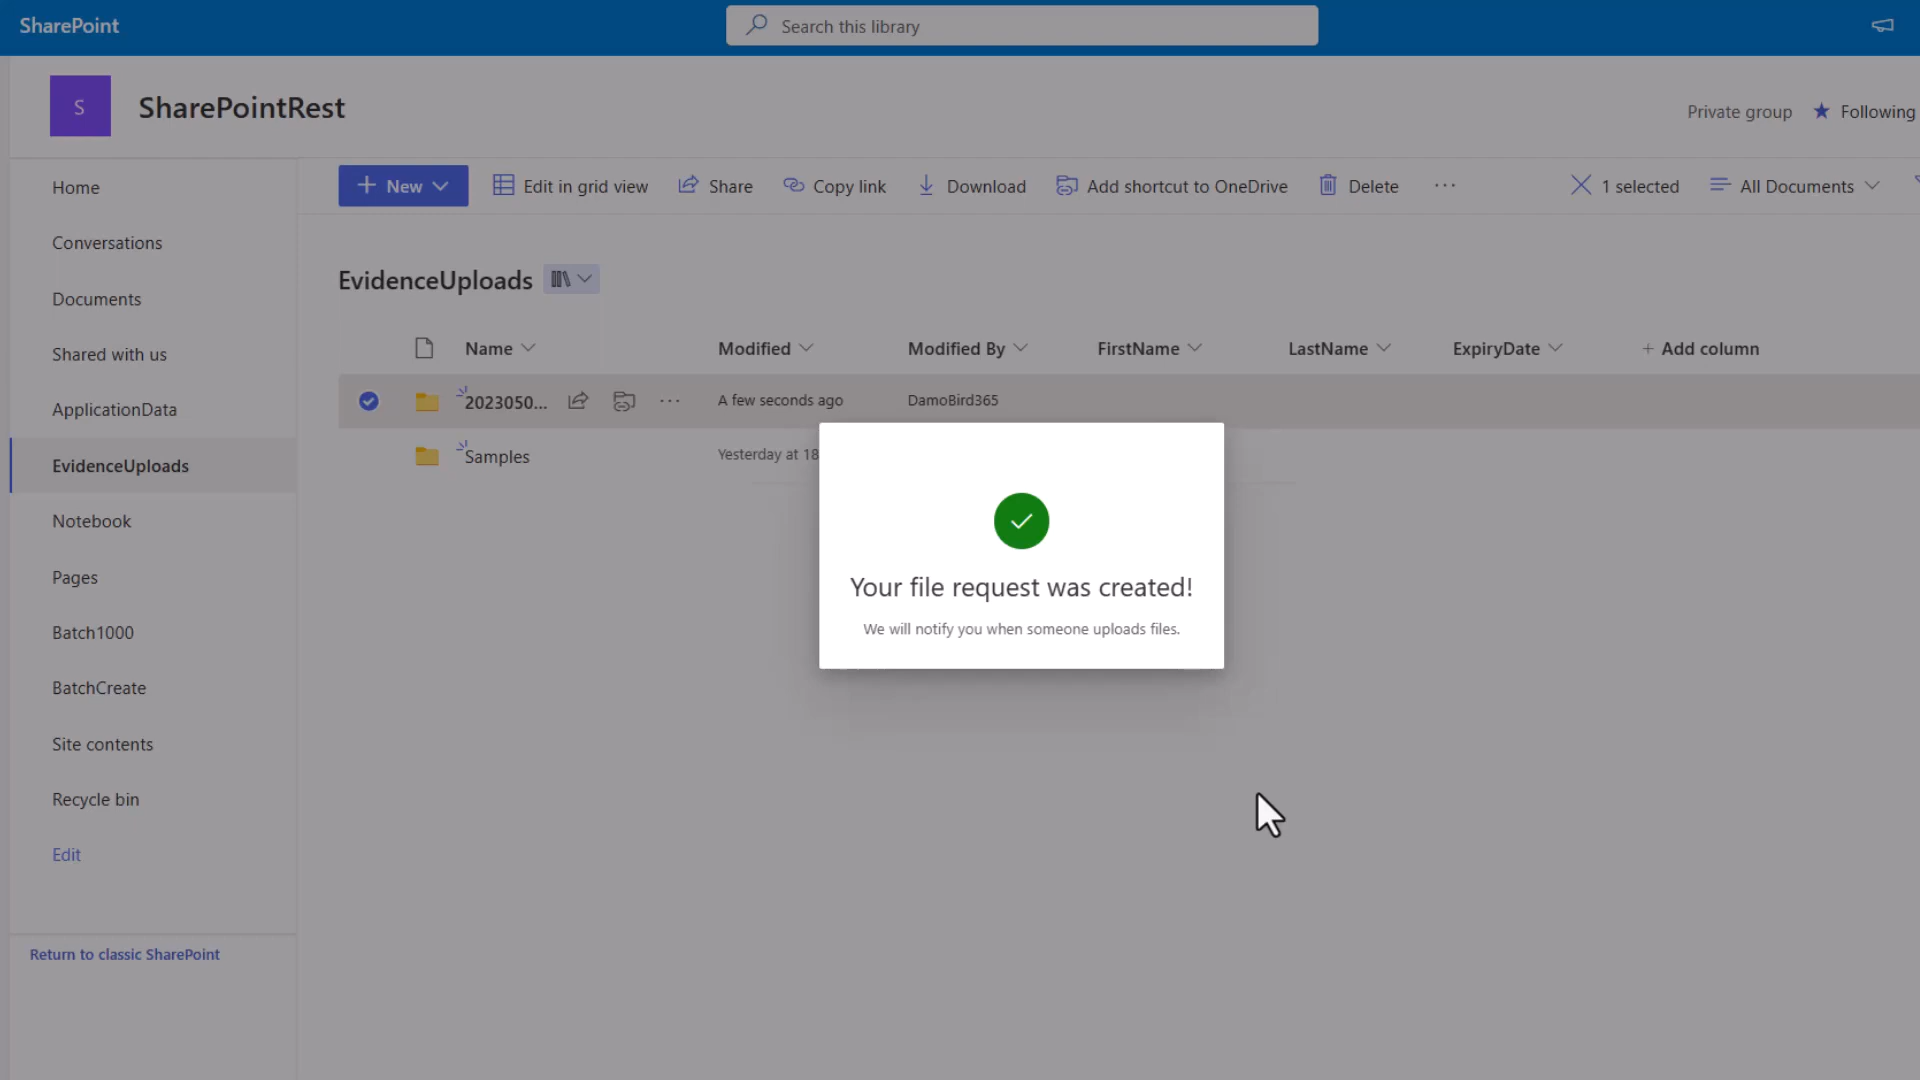 SharePoint
Search this library
S
SharePointRest
Private group
Following
New
Edit in grid view
Share
Copy link
Download
Add shortcut to OneDrive
Delete
1 selected
All Documents
Home
Conversations
Documents
Shared with us
ApplicationData
EvidenceUploads
Notebook
Pages
Batch1000
BatchCreate
Site contents
Recycle bin
Edit
Return to classic SharePoint
EvidenceUploads
Name
Modified
Modified By
FirstName
LastName
ExpiryDate
+ Add column
2023050...
A few seconds ago
DamoBird365
Samples
Yesterday at 18
Your file request was created!
We will notify you when someone uploads files.